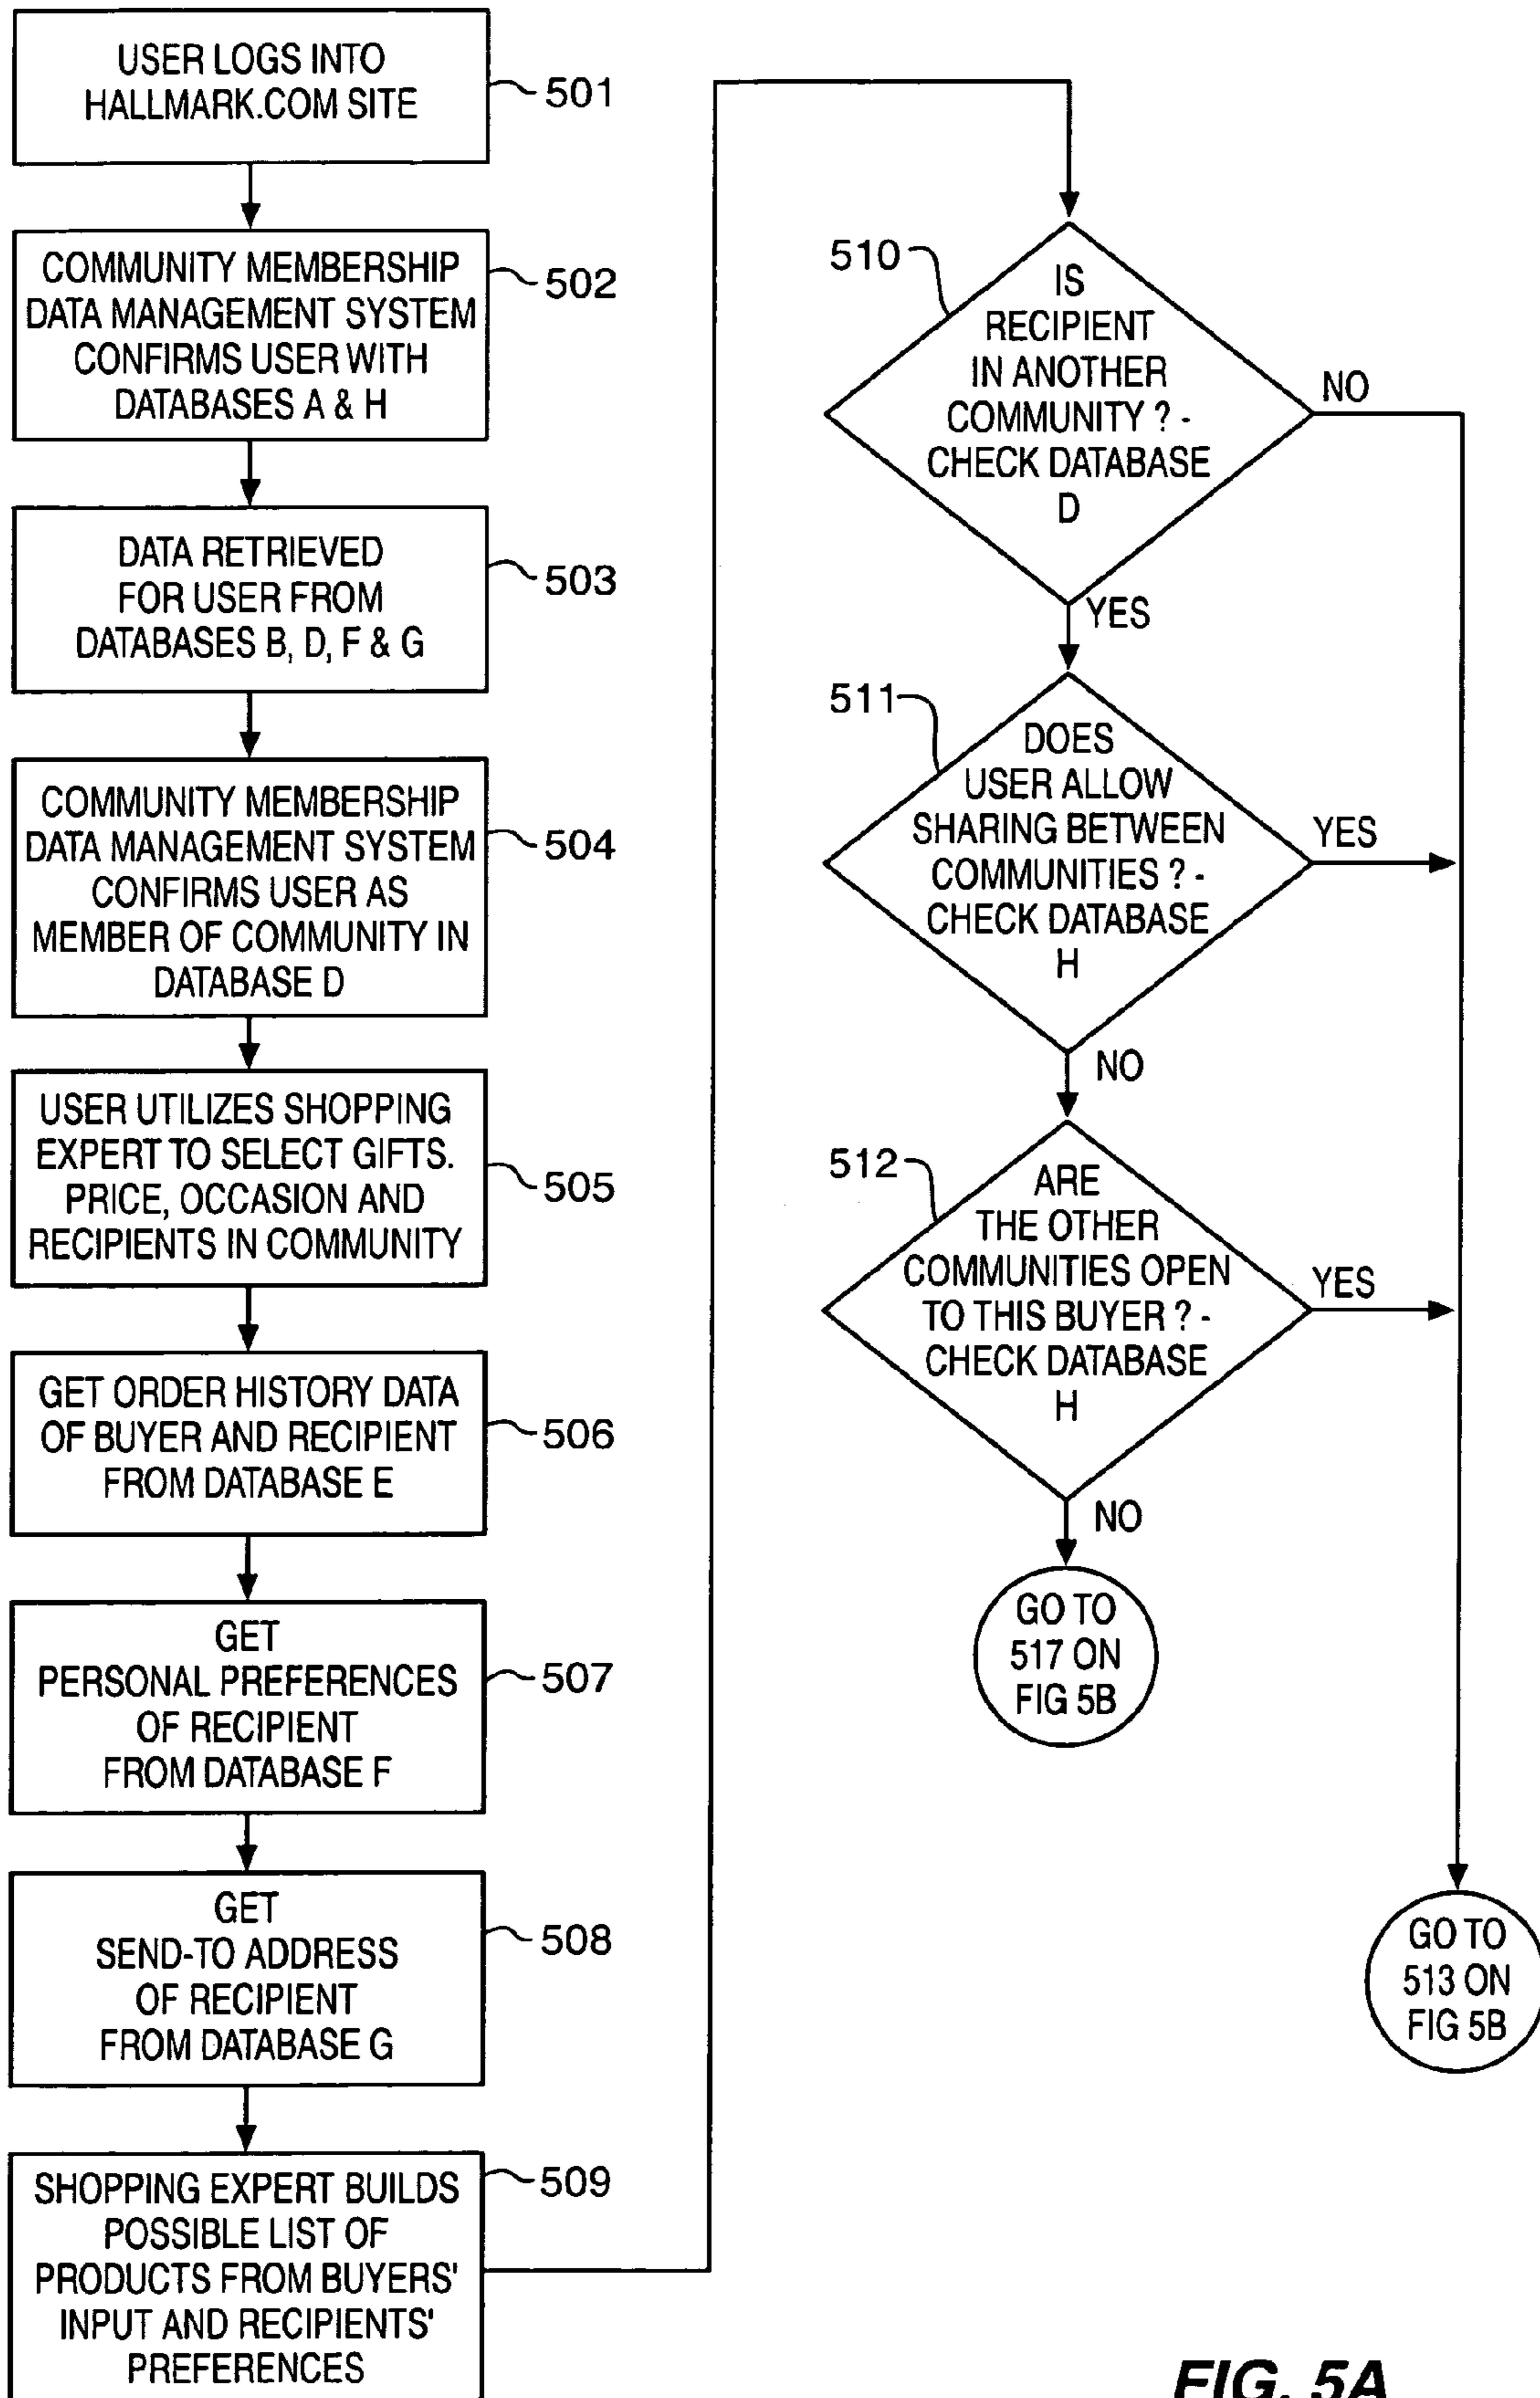 USER LOGS INTO
HALLMARK.COM SITE
501
COMMUNITY MEMBERSHIP
DATA MANAGEMENT SYSTEM
CONFIRMS USER WITH
DATABASES A & H
502
DATA RETRIEVED
FOR USER FROM
DATABASES B, D, F & G
503
COMMUNITY MEMBERSHIP
DATA MANAGEMENT SYSTEM
CONFIRMS USER AS
MEMBER OF COMMUNITY IN
DATABASE D
504
USER UTILIZES SHOPPING
EXPERT TO SELECT GIFTS.
PRICE, OCCASION AND
RECIPIENTS IN COMMUNITY
505
GET ORDER HISTORY DATA
OF BUYER AND RECIPIENT
FROM DATABASE E
506
GET
PERSONAL PREFERENCES
OF RECIPIENT
FROM DATABASE F
507
GET
SEND-TO ADDRESS
OF RECIPIENT
FROM DATABASE G
508
SHOPPING EXPERT BUILDS
POSSIBLE LIST OF
PRODUCTS FROM BUYERS'
INPUT AND RECIPIENTS'
PREFERENCES
509
510
IS
RECIPIENT
IN ANOTHER
COMMUNITY ? -
CHECK DATABASE
D
NO
YES
511
DOES
USER ALLOW
SHARING BETWEEN
COMMUNITIES ? -
CHECK DATABASE
H
YES
NO
512
ARE
THE OTHER
COMMUNITIES OPEN
TO THIS BUYER ? -
CHECK DATABASE
H
YES
NO
GO TO
517 ON
FIG 5B
GO TO
513 ON
FIG 5B
FIG. 5A